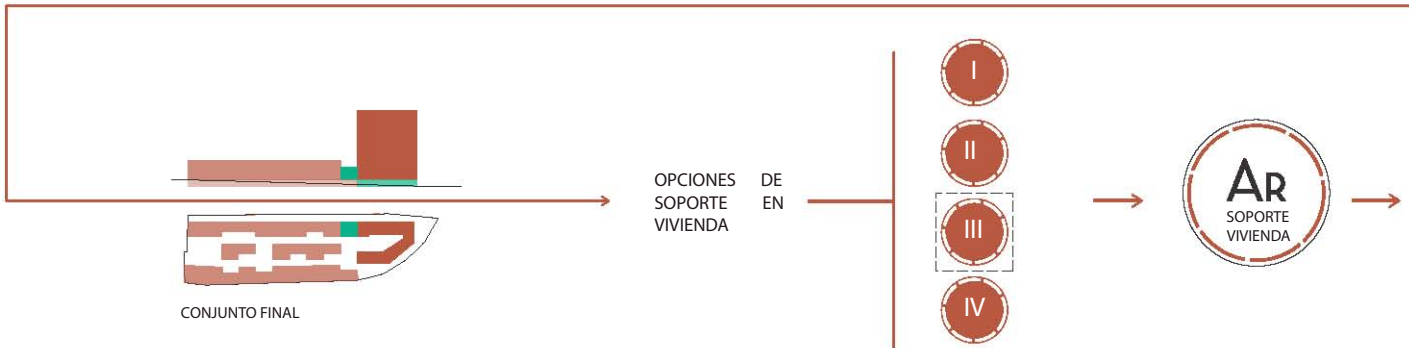 CONJUNTO FINAL
OPCIONES DE
SOPORTE EN
VIVIENDA
I
II
III
IV
AR
SOPORTE
VIVIENDA